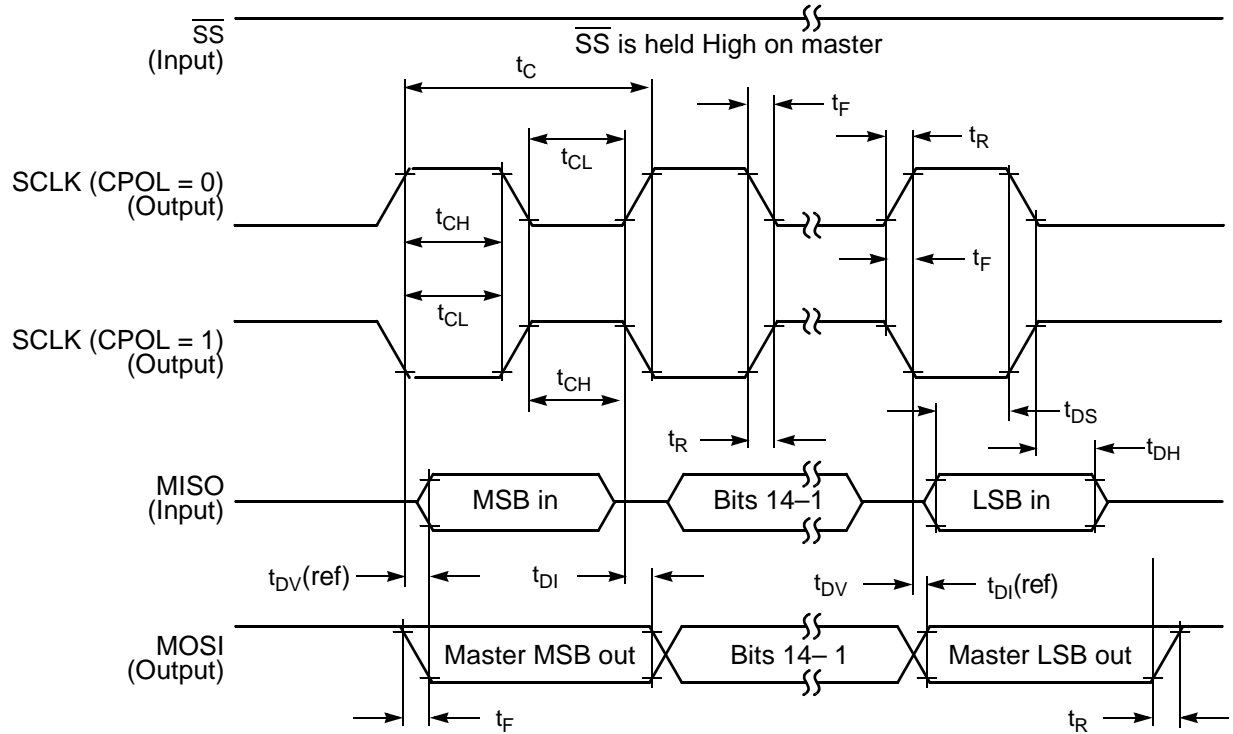 SS
(Input)
SS is held High on master
tC
tF
tR
tCL
SCLK (CPOL = 0)
(Output)
tCH
tF
tCL
SCLK (CPOL = 1)
(Output)
tCH
tDS
tR
tDH
MISO
(Input)
MSB in
Bits 14–1
LSB in
tDV(ref)
tDI
tDV
tDI(ref)
MOSI
(Output)
Master MSB out
Bits 14– 1
Master LSB out
tF
tR